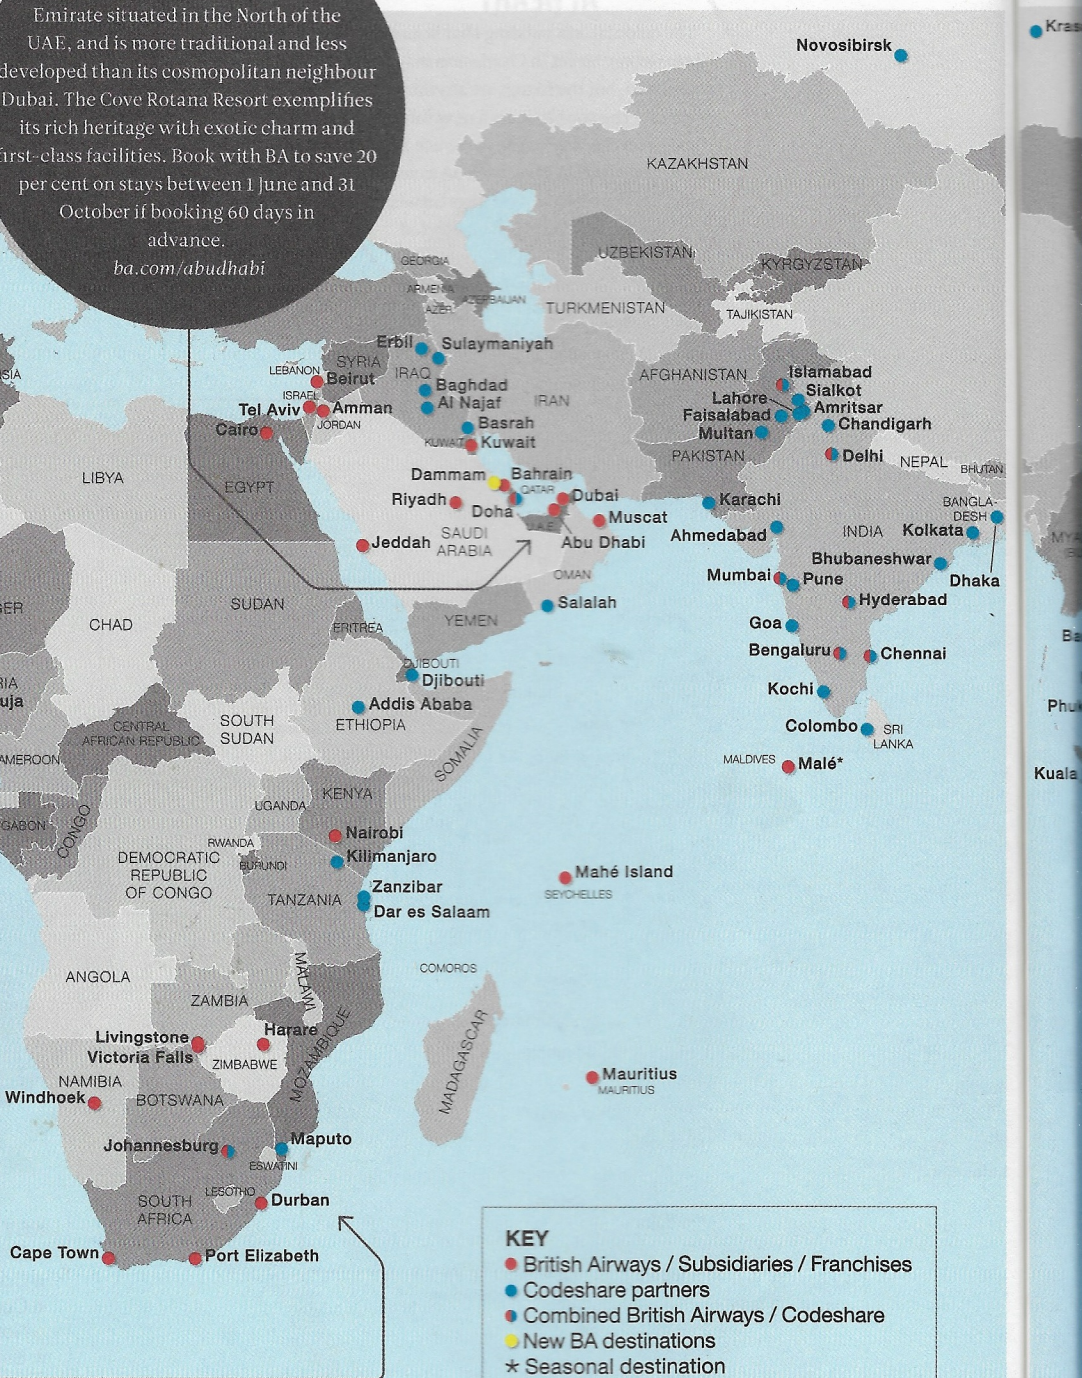 Emirate situated in the North of the
UAE, and is more traditional and less
developed than its cosmopolitan neighbour
Dubai. The Cove Rotana Resort exemplifies
its rich heritage with exotic charm and
first-class facilities. Book with BA to save 20
per cent on stays between 1 June and 31
October if booking 60 days in
advance.
ba.com/abudhabi
Novosibirsk
KAZAKHSTAN
UZBEKISTAN
KYRGYZSTAN
GEORGIA
ARMENIA
AZERBAIJAN
AZER.
TURKMENISTAN
TAJIKISTAN
Erbil
Sulaymaniyah
SYRIA
LEBANON
Beirut
IRAQ
Baghdad
Al Najaf
IRAN
AFGHANISTAN
Islamabad
Sialkot
Lahore
Amritsar
Faisalabad
Chandigarh
Multan
ISRAEL
Tel Aviv
Amman
JORDAN
Cairo
Basrah
KUWAIT
Kuwait
PAKISTAN
Delhi
NEPAL
BHUTAN
LIBYA
EGYPT
Dammam
Bahrain
QATAR
Riyadh
Doha
Dubai
U.A.E.
Muscat
Abu Dhabi
Karachi
BANGLA-
DESH
Ahmedabad
INDIA
Kolkata
Jeddah
SAUDI
ARABIA
Bhubaneshwar
Dhaka
OMAN
Mumbai
Pune
Hyderabad
SUDAN
CHAD
ERITREA
YEMEN
Salalah
Goa
Bengaluru
Chennai
DJIBOUTI
Djibouti
Kochi
Addis Ababa
ETHIOPIA
SOUTH
SUDAN
CENTRAL
AFRICAN REPUBLIC
SOMALIA
Colombo
SRI
LANKA
MALDIVES
Malé*
KENYA
UGANDA
CONGO
GABON
Nairobi
RWANDA
BURUNDI
Kilimanjaro
DEMOCRATIC
REPUBLIC
OF CONGO
Mahé Island
SEYCHELLES
Zanzibar
TANZANIA
Dar es Salaam
ANGOLA
COMOROS
MALAWI
ZAMBIA
MOZAMBIQUE
MADAGASCAR
Livingstone
Harare
Victoria Falls
ZIMBABWE
Mauritius
MAURITIUS
NAMIBIA
Windhoek
BOTSWANA
Johannesburg
Maputo
ESWATINI
LESOTHO
SOUTH
AFRICA
Durban
Cape Town
Port Elizabeth
Kuala
KEY
British Airways / Subsidiaries / Franchises
Codeshare partners
Combined British Airways / Codeshare
New BA destinations
* Seasonal destination